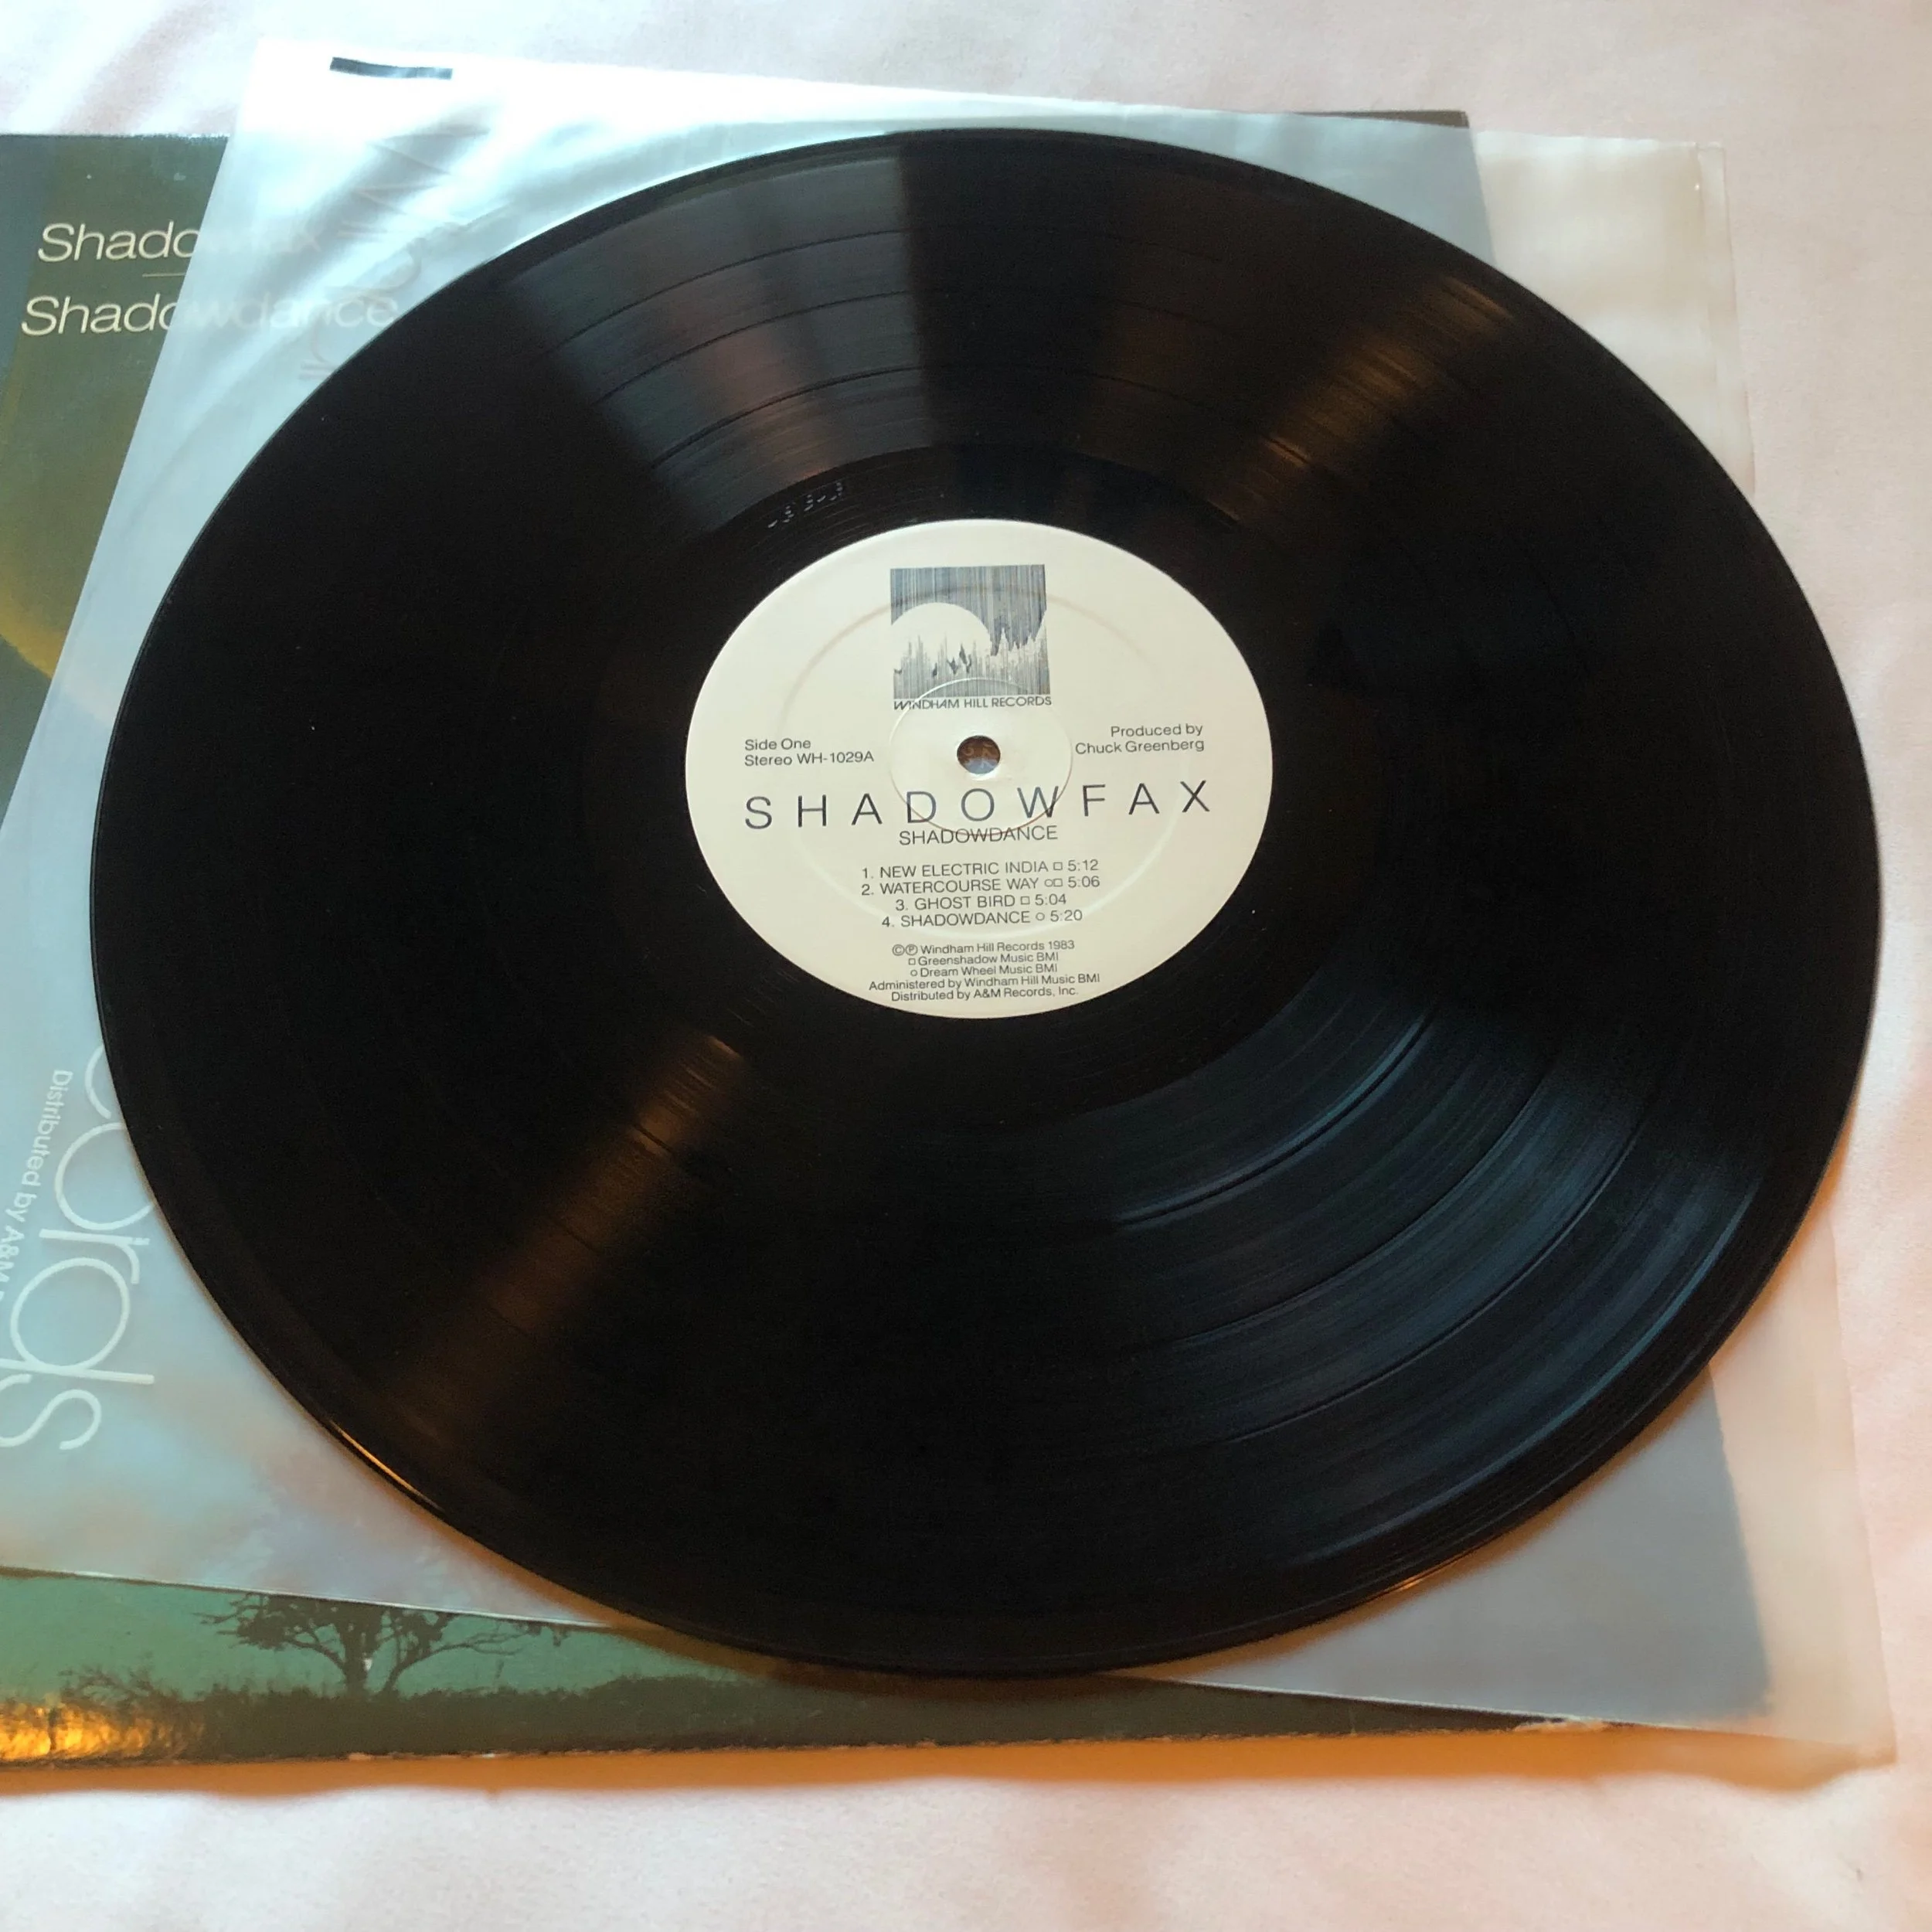 Shadowfax
Shadowdance
WINDHAM HILL RECORDS
Side One
Stereo WH-1029A
Produced by
Chuck Greenberg
SHADOWFAX
SHADOWDANCE
1. NEW ELECTRIC INDIA □ 5:12
2. WATERCOURSE WAY ○□ 5:06
3. GHOST BIRD □ 5:04
4. SHADOWDANCE ○ 5:20
©℗ Windham Hill Records 1983
□ Greenshadow Music BMI
○ Dream Wheel Music BMI
Administered by Windham Hill Music BMI
Distributed by A&M Records, Inc.
cords
Distributed by A&M